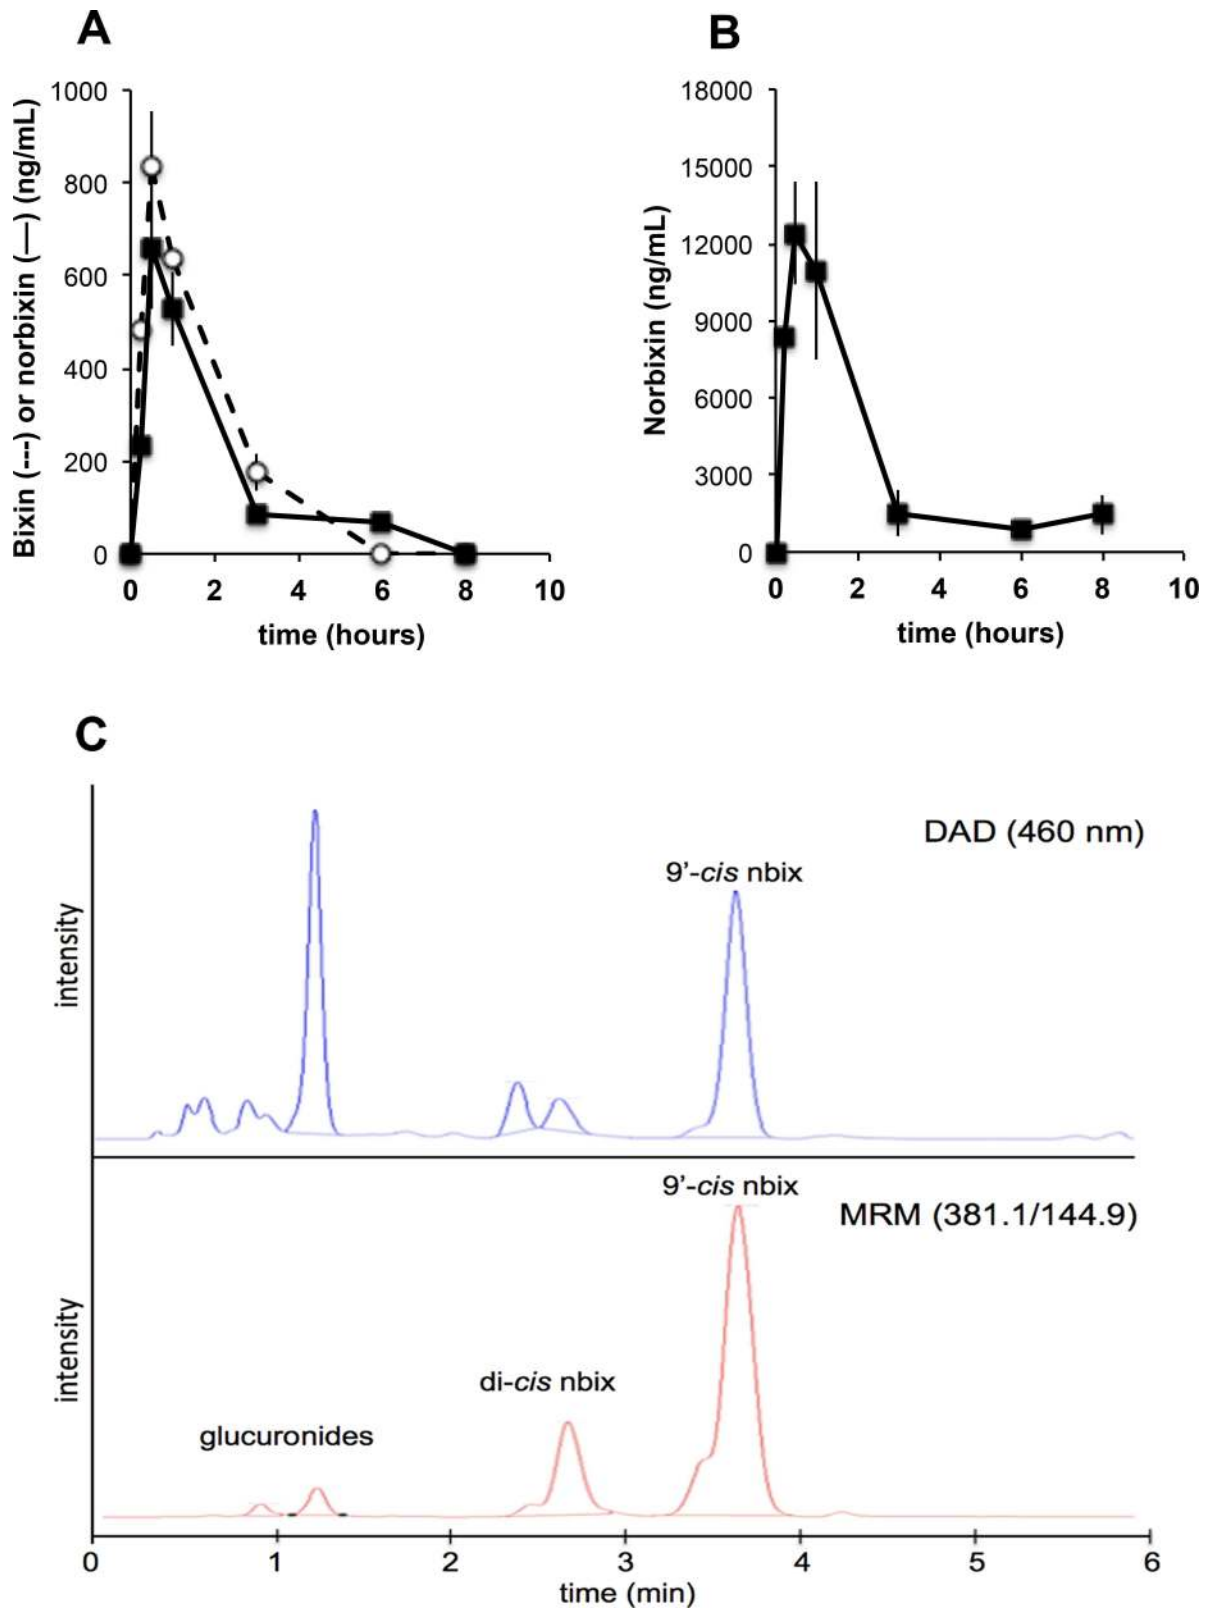 A
Bixin (---) or norbixin (—) (ng/mL)
1000
800
600
400
200
0
0 2 4 6 8 10
time (hours)
B
Norbixin (ng/mL)
18000
15000
12000
9000
6000
3000
0
0 2 4 6 8 10
time (hours)
C
DAD (460 nm)
9’-cis nbix
intensity
9’-cis nbix
MRM (381.1/144.9)
intensity
di-cis nbix
glucuronides
0 1 2 3 4 5 6
time (min)